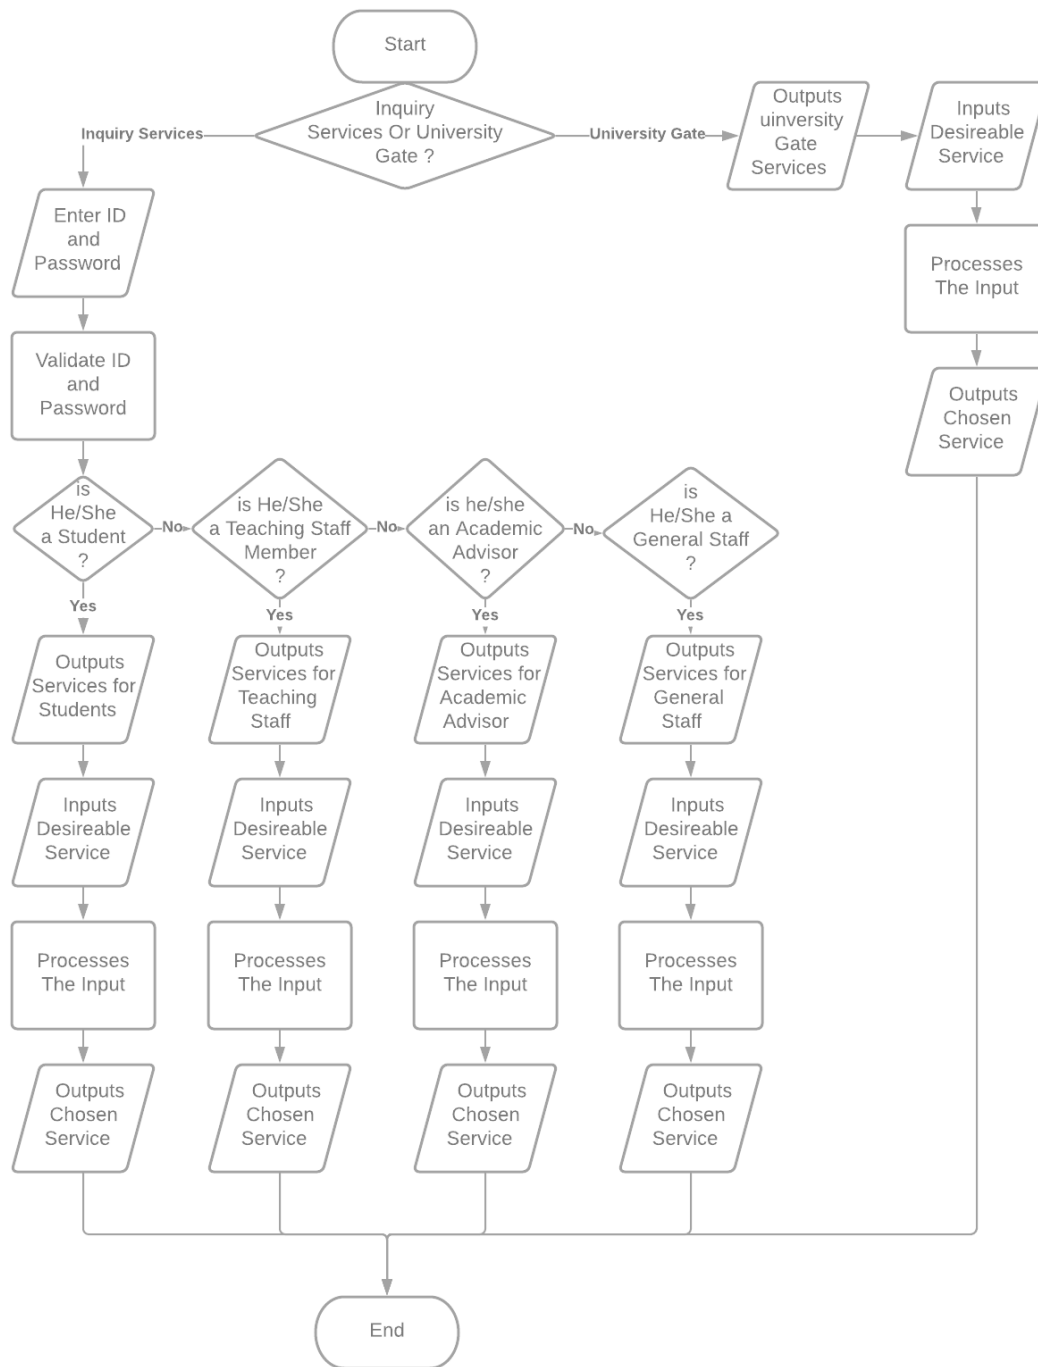 Start
Inquiry
Services Or University
Gate ?
Inquiry Services
University Gate
Outputs
uinversity
Gate
Services
Inputs
Desireable
Service
Enter ID
and
Password
Processes
The Input
Validate ID
and
Password
Outputs
Chosen
Service
is
He/She
a Student
?
No
is He/She
a Teaching Staff
Member
?
No
is he/she
an Academic
Advisor
?
No
is
He/She a
General Staff
?
Yes
Yes
Yes
Yes
Outputs
Services for
Students
Outputs
Services for
Teaching
Staff
Outputs
Services for
Academic
Advisor
Outputs
Services for
General
Staff
Inputs
Desireable
Service
Inputs
Desireable
Service
Inputs
Desireable
Service
Inputs
Desireable
Service
Processes
The Input
Processes
The Input
Processes
The Input
Processes
The Input
Outputs
Chosen
Service
Outputs
Chosen
Service
Outputs
Chosen
Service
Outputs
Chosen
Service
End